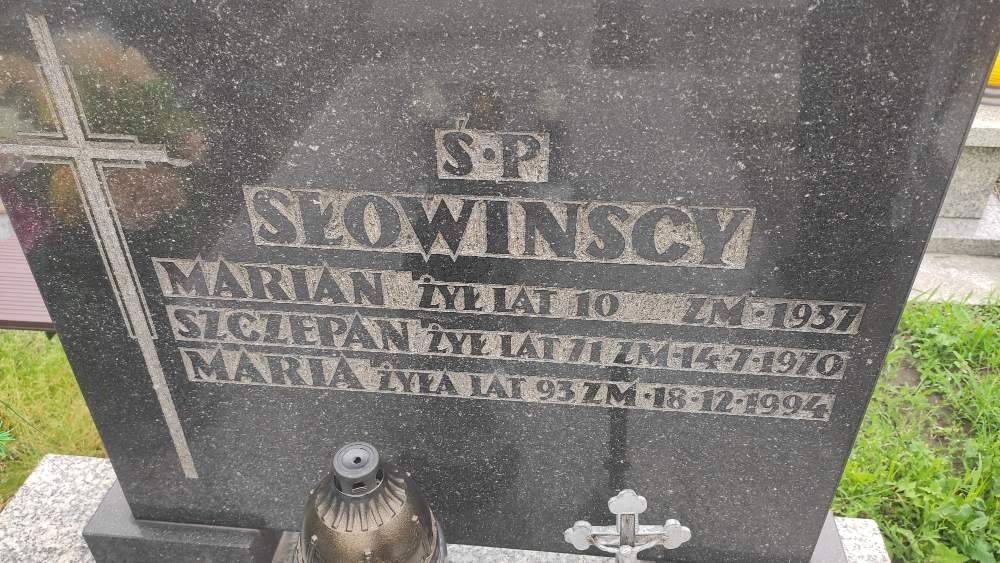 Ś·P
SŁOWIŃSCY
MARIAN ŻYŁ LAT 10 ZM·1937
SZCZEPAN ŻYŁ LAT 71 ZM·14·7·1970
MARIA ŻYŁA LAT 93 ZM·18·12·1994